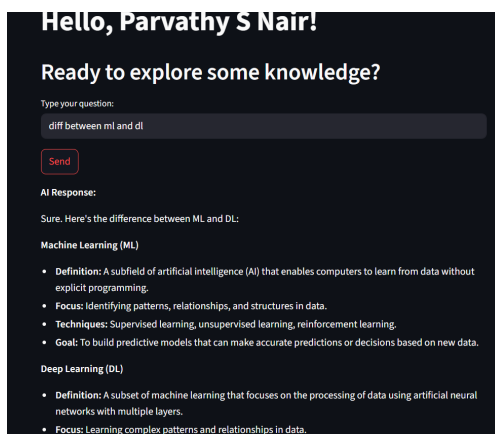 Hello, Parvathy S Nair!
Ready to explore some knowledge?
Type your question:
diff between ml and dl
Send
AI Response:
Sure. Here's the difference between ML and DL:
Machine Learning (ML)
• Definition: A subfield of artificial intelligence (AI) that enables computers to learn from data without
explicit programming.
• Focus: Identifying patterns, relationships, and structures in data.
• Techniques: Supervised learning, unsupervised learning, reinforcement learning.
• Goal: To build predictive models that can make accurate predictions or decisions based on new data.
Deep Learning (DL)
• Definition: A subset of machine learning that focuses on the processing of data using artificial neural
networks with multiple layers.
• Focus: Learning complex patterns and relationships in data.